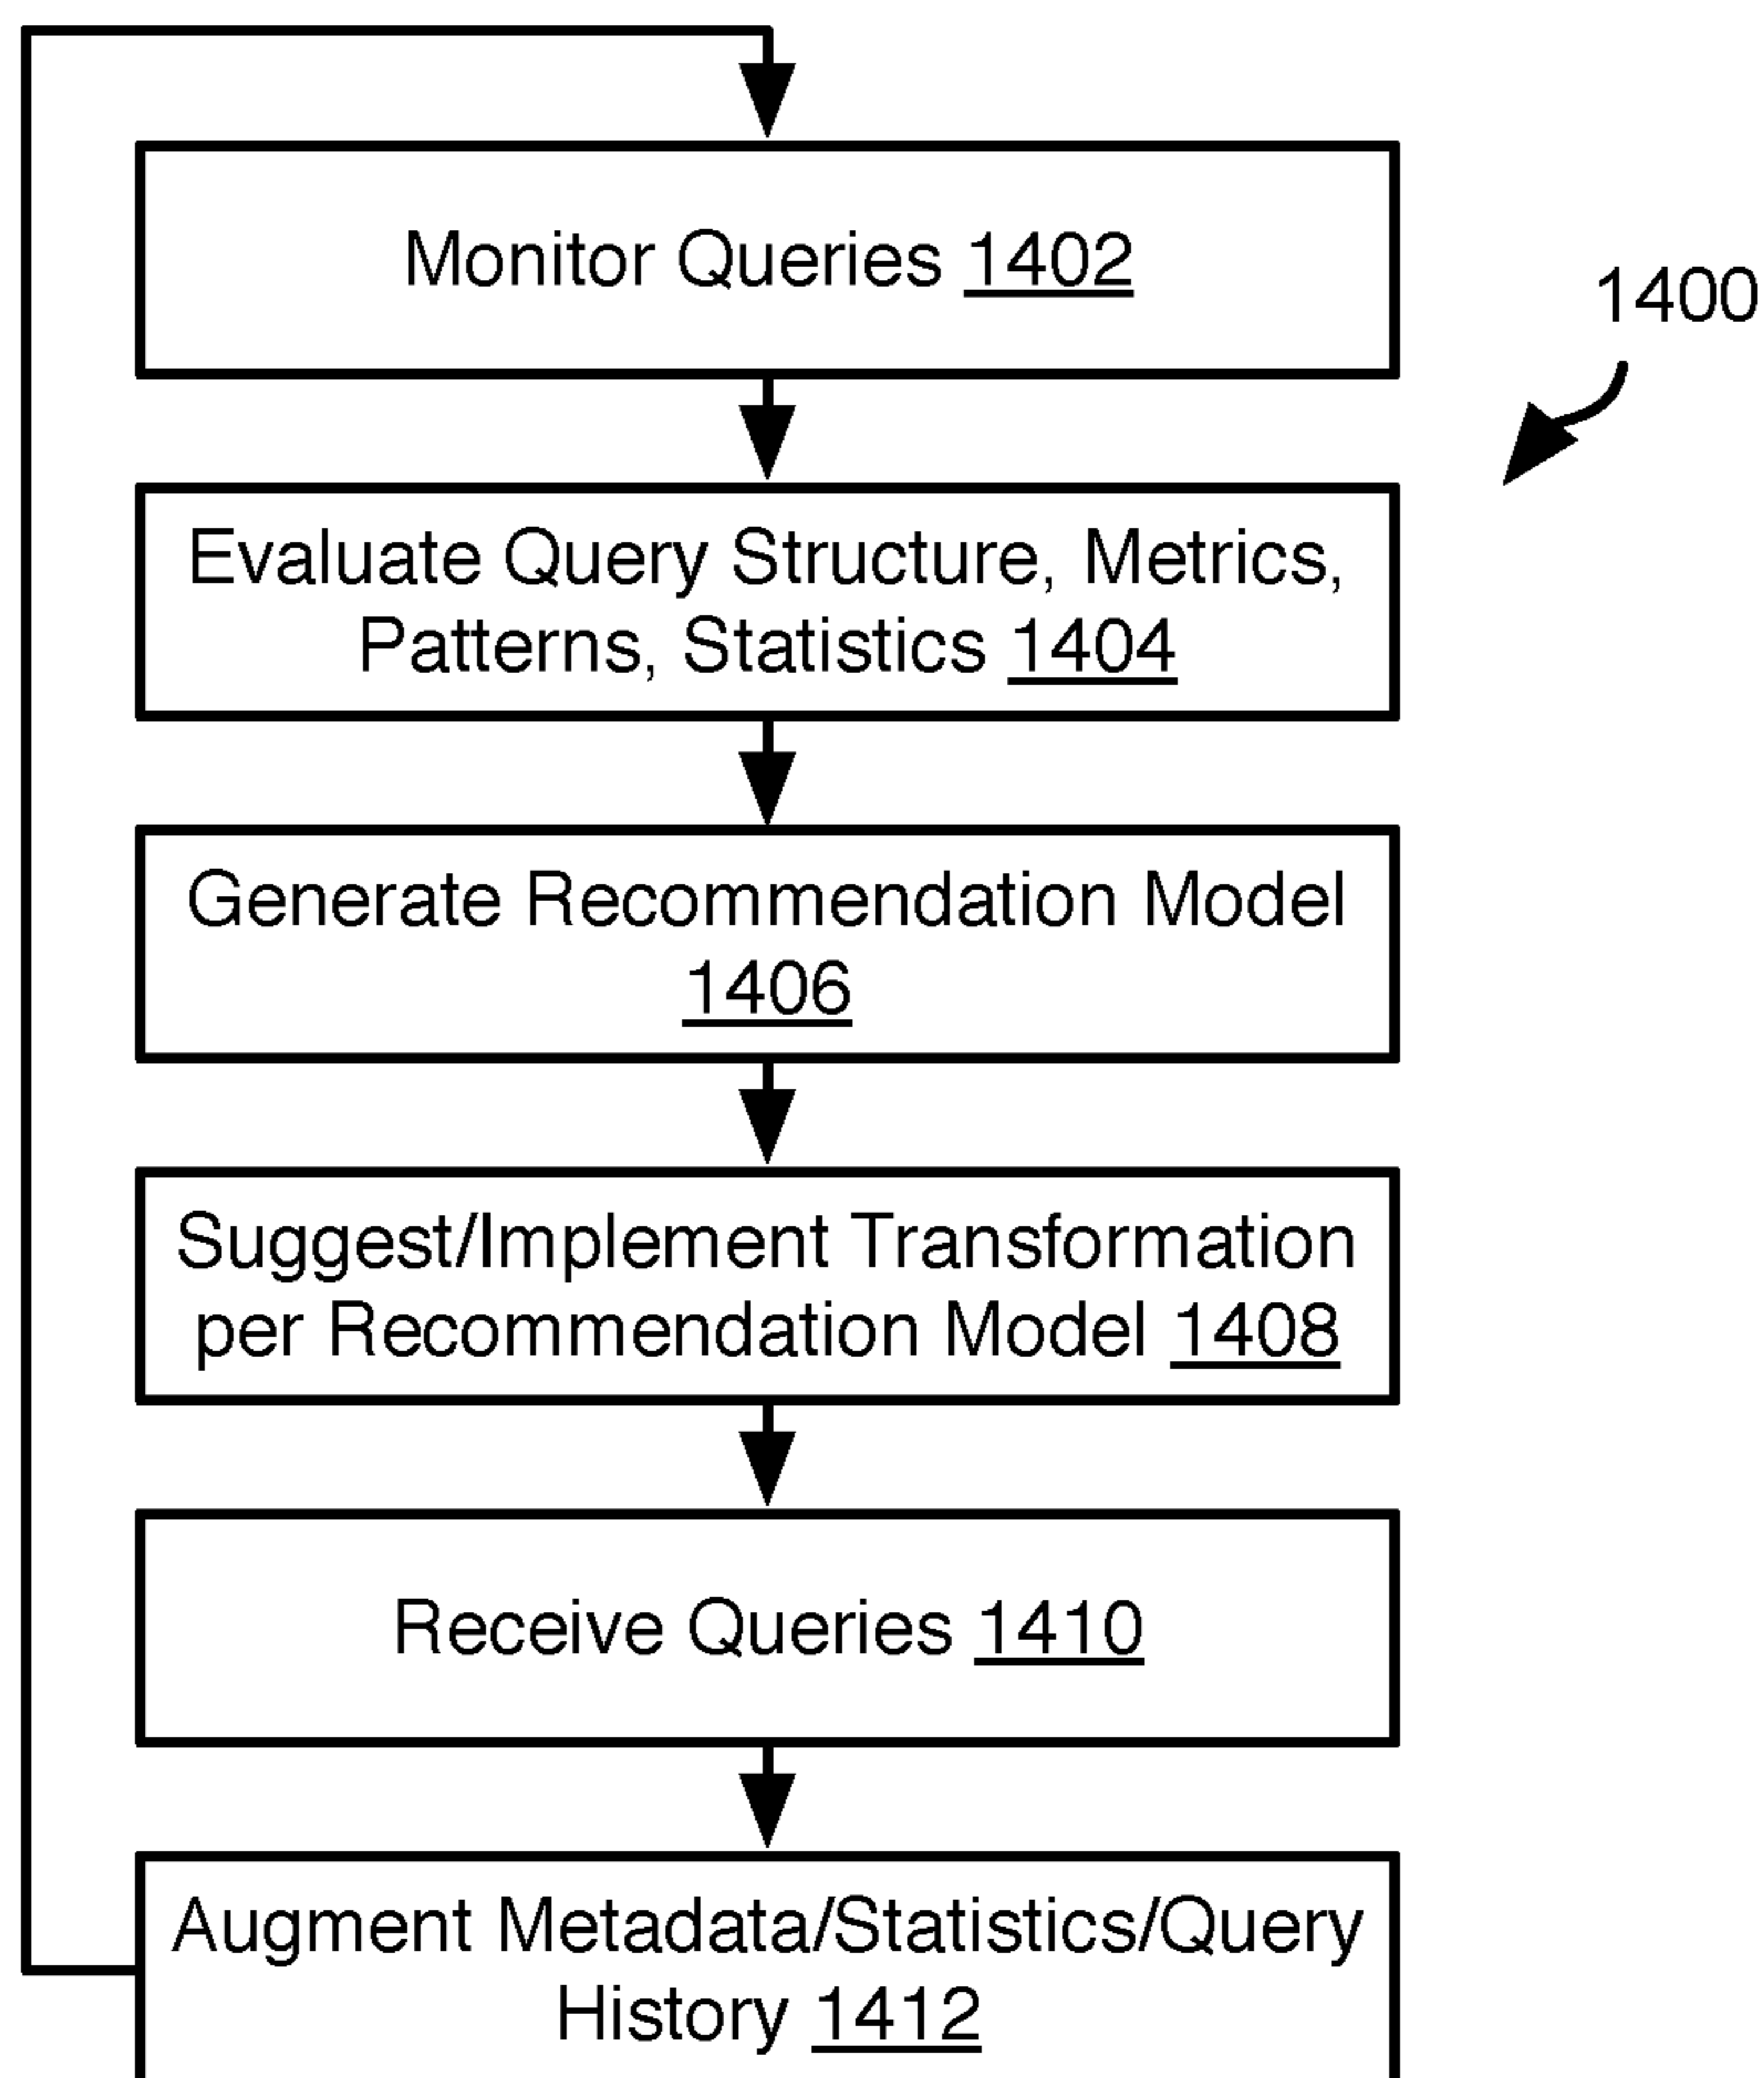 Monitor Queries 1402
1400
Evaluate Query Structure, Metrics,
Patterns, Statistics 1404
Generate Recommendation Model
1406
Suggest/Implement Transformation
per Recommendation Model 1408
Receive Queries 1410
Augment Metadata/Statistics/Query
History 1412